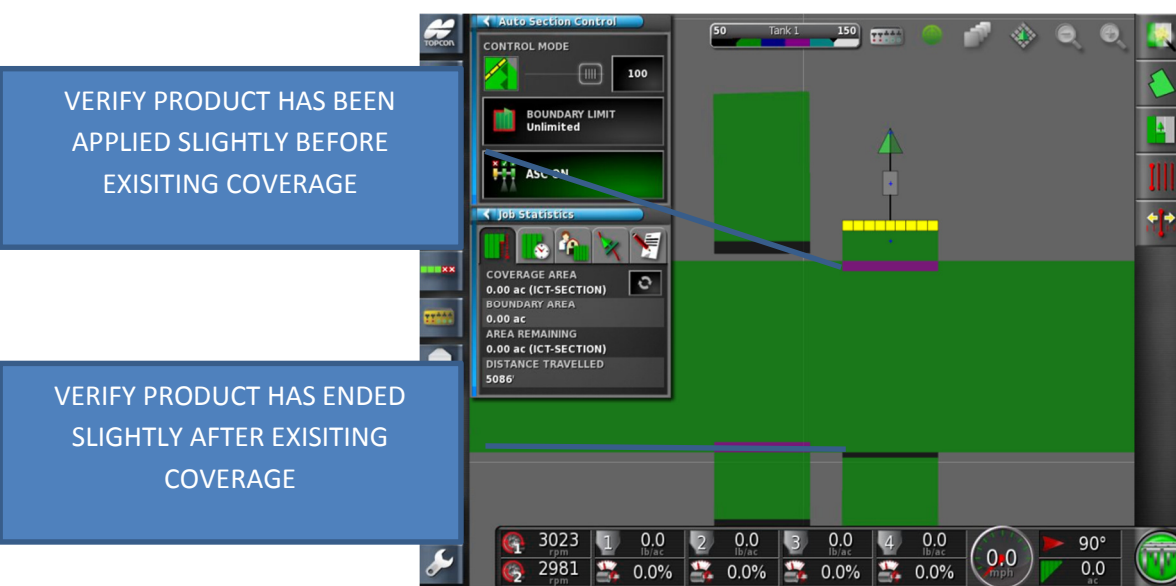 VERIFY PRODUCT HAS BEEN
APPLIED SLIGHTLY BEFORE
EXISITING COVERAGE
VERIFY PRODUCT HAS ENDED
SLIGHTLY AFTER EXISITING
COVERAGE
TOPCON
Auto Section Control
CONTROL MODE
100
BOUNDARY LIMIT
Unlimited
ASC ON
Job Statistics
COVERAGE AREA
0.00 ac (ICT-SECTION)
BOUNDARY AREA
0.00 ac
AREA REMAINING
0.00 ac (ICT-SECTION)
DISTANCE TRAVELLED
5086'
50 Tank 1 150
1 3023 rpm 1 0.0 lb/ac 2 0.0 lb/ac 3 0.0 lb/ac 4 0.0 lb/ac 0.0 mph 90°
2 2981 rpm 0.0% 0.0% 0.0% 0.0% 0.0 ac